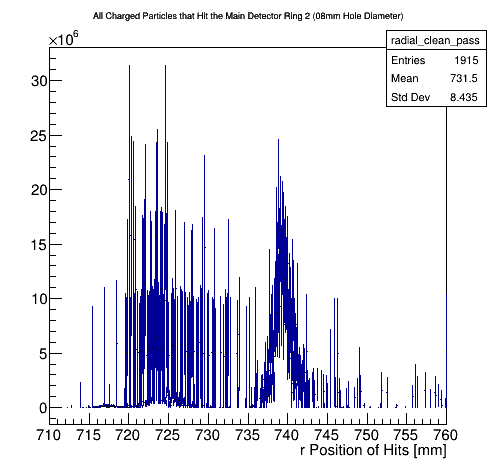 All Charged Particles that Hit the Main Detector Ring 2 (08mm Hole Diameter)
×10⁶
radial_clean_pass
Entries 1915
Mean 731.5
Std Dev 8.435
30
25
20
15
10
5
0
710 715 720 725 730 735 740 745 750 755 760
r Position of Hits [mm]